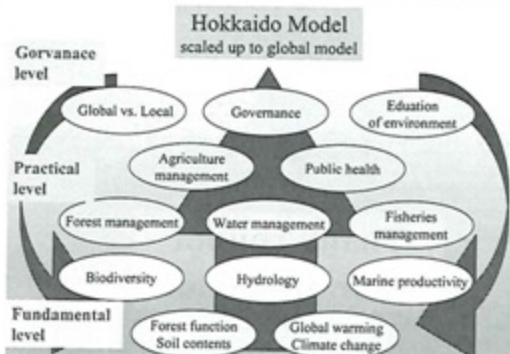 Hokkaido Model
scaled up to global model
Gorvanace
level
Global vs. Local
Governance
Eduation
of environment
Agriculture
management
Public health
Practical
level
Forest management
Water management
Fisheries
management
Biodiversity
Hydrology
Marine productivity
Fundamental
level
Forest function
Soil contents
Global warming
Climate change